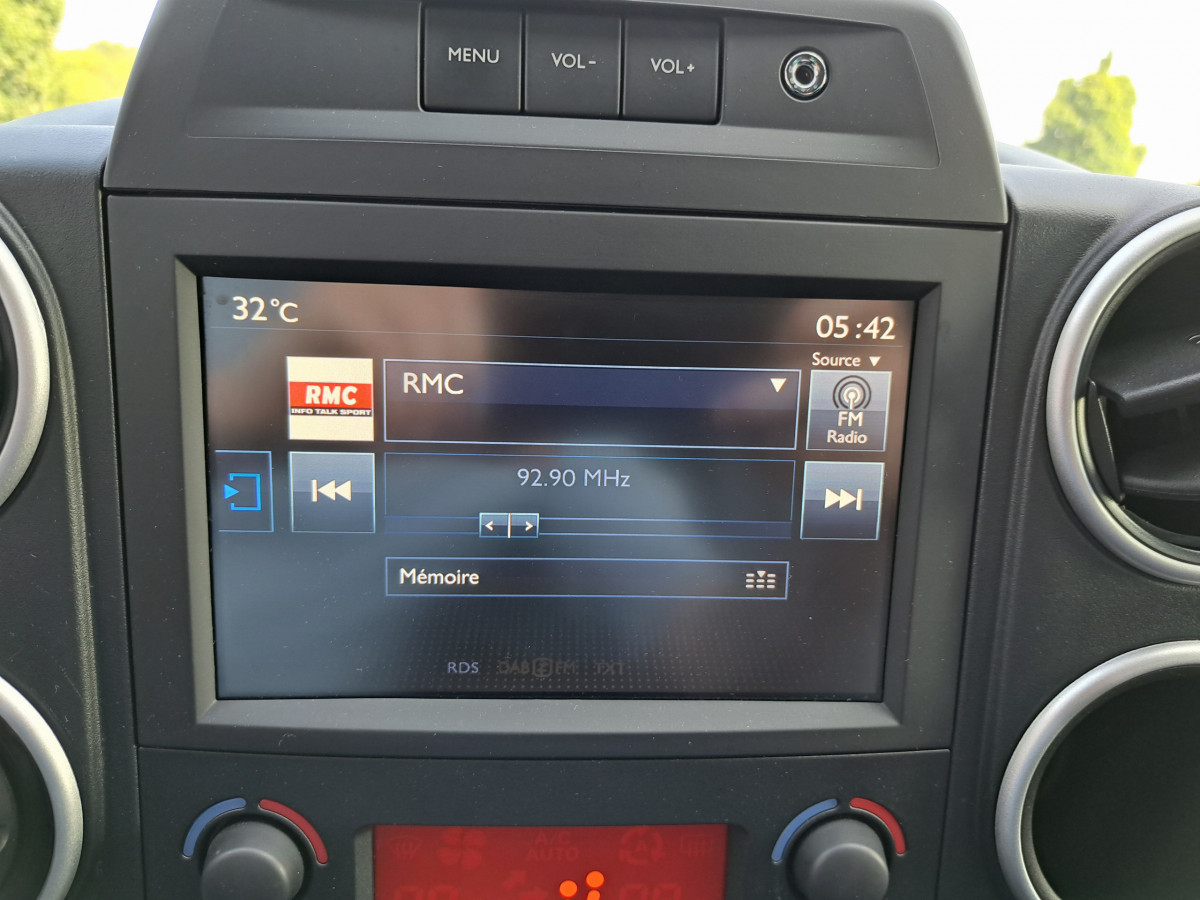 MENU
VOL-
VOL+
32°C
05:42
Source
RMC
INFO TALK SPORT
RMC
FM
Radio
92.90 MHz
Mémoire
RDS
DAB FM
TXT
A/C
AUTO